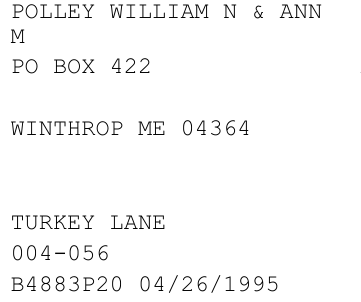 POLLEY WILLIAM N & ANN
M
PO BOX 422
WINTHROP ME 04364
TURKEY LANE
004-056
B4883P20 04/26/1995